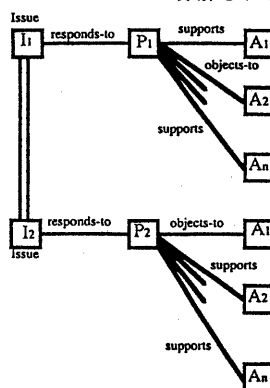 Issue
I1 responds-to P1 supports A1
objects-to
A2
supports
An
I2 responds-to P2 objects-to A1
Issue
supports
A2
supports
An